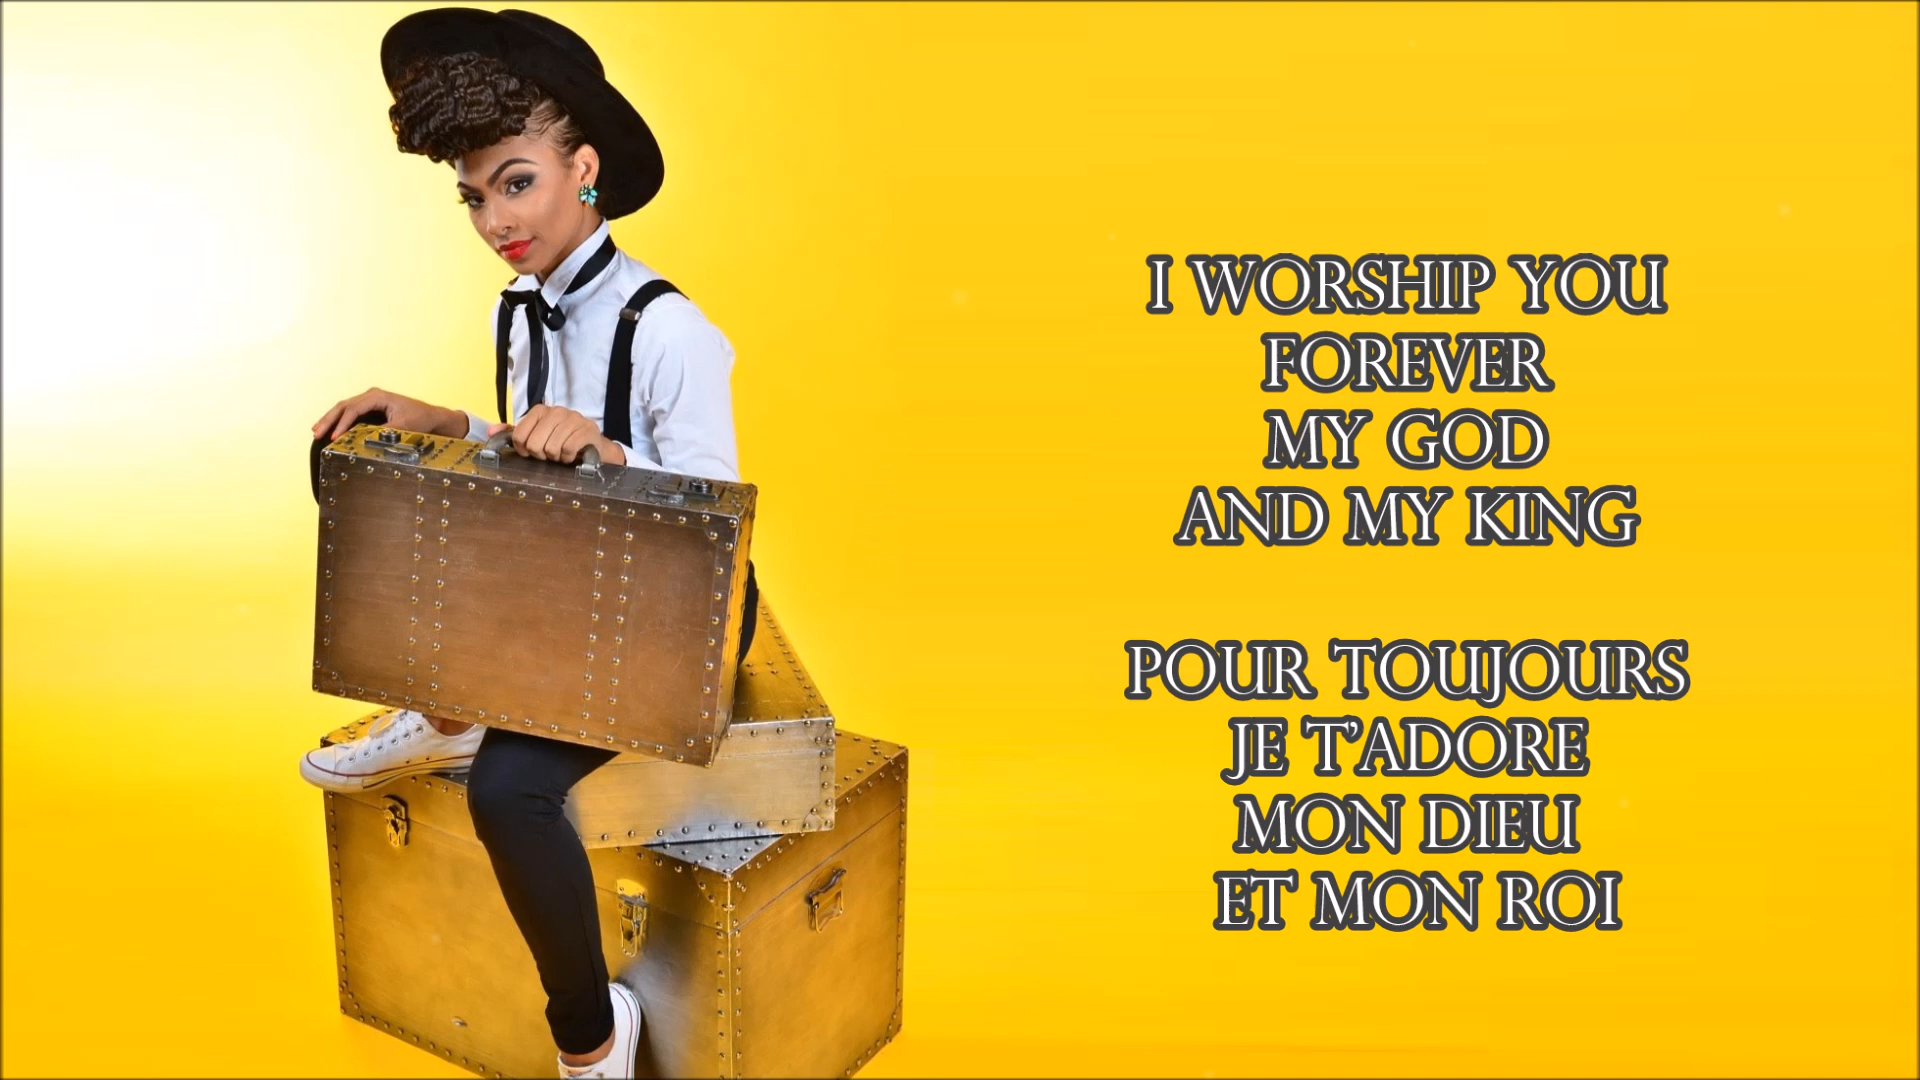 I WORSHIP YOU
FOREVER
MY GOD
AND MY KING
POUR TOUJOURS
JE T'ADORE
MON DIEU
ET MON ROI